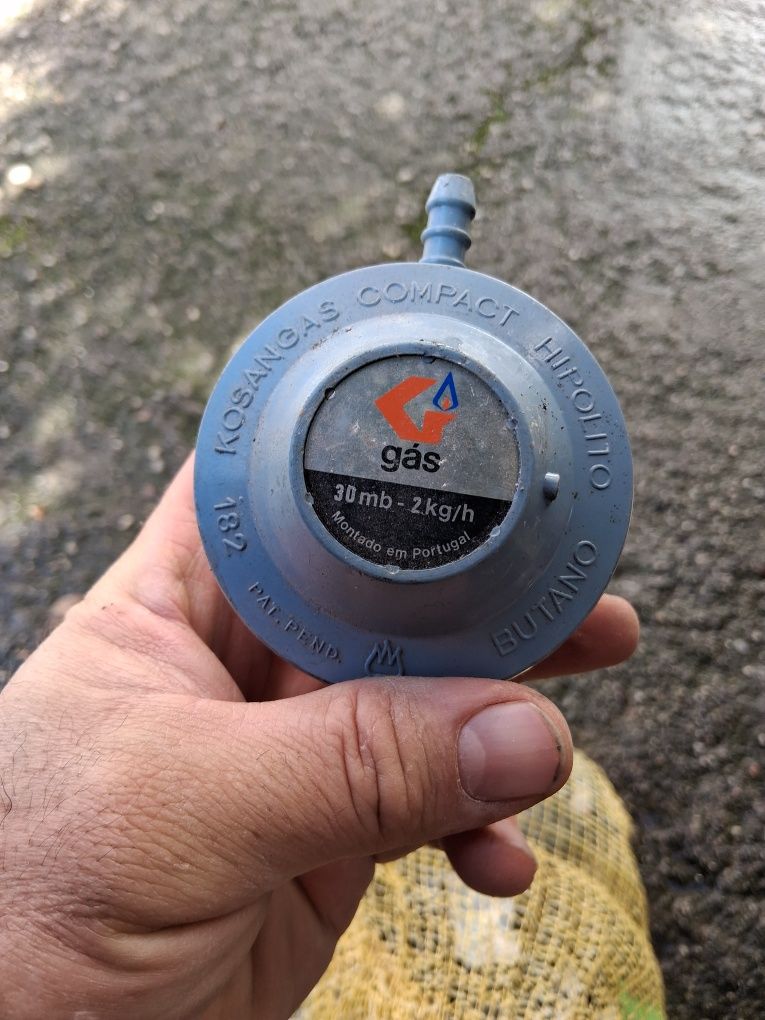 KOSANGAS COMPACT HIPOLITO
gás
30mb - 2kg/h
Montado em Portugal
182
PAT. PEND.
BUTANO